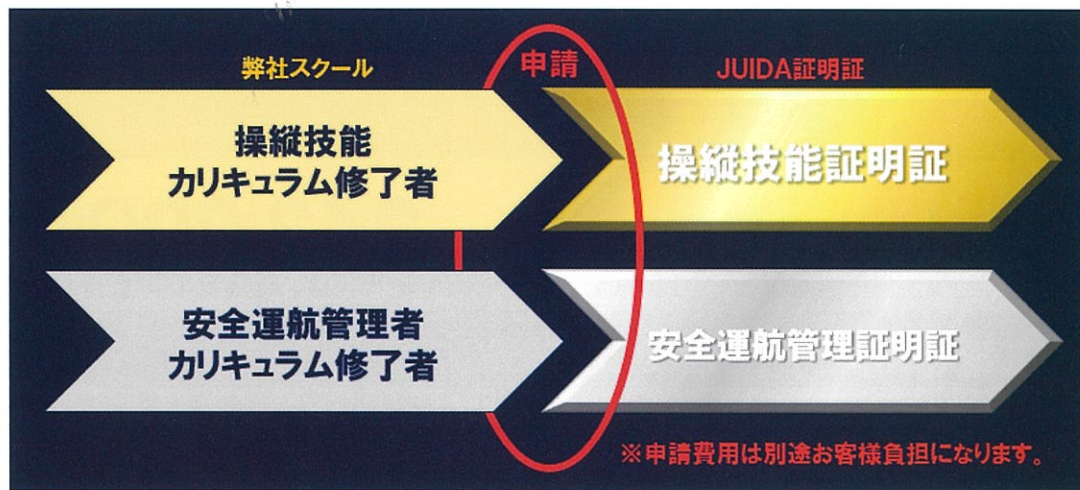 弊社スクール
申請
JUIDA証明証
操縦技能
カリキュラム修了者
操縦技能証明証
安全運航管理者
カリキュラム修了者
安全運航管理証明証
※申請費用は別途お客様負担になります。